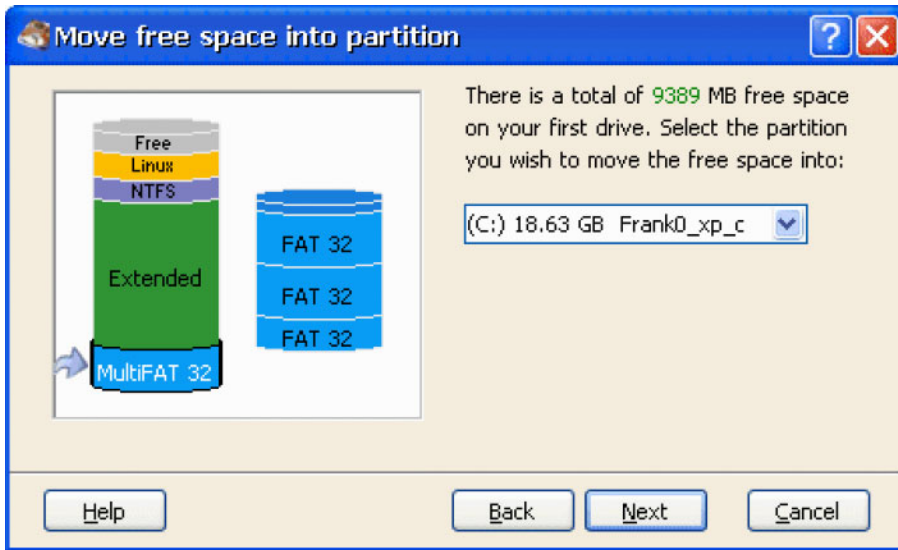 Move free space into partition
There is a total of 9389 MB free space
on your first drive. Select the partition
you wish to move the free space into:
(C:) 18.63 GB Frank0_xp_c
Free
Linux
NTFS
Extended
MultiFAT 32
FAT 32
FAT 32
FAT 32
Help
Back
Next
Cancel